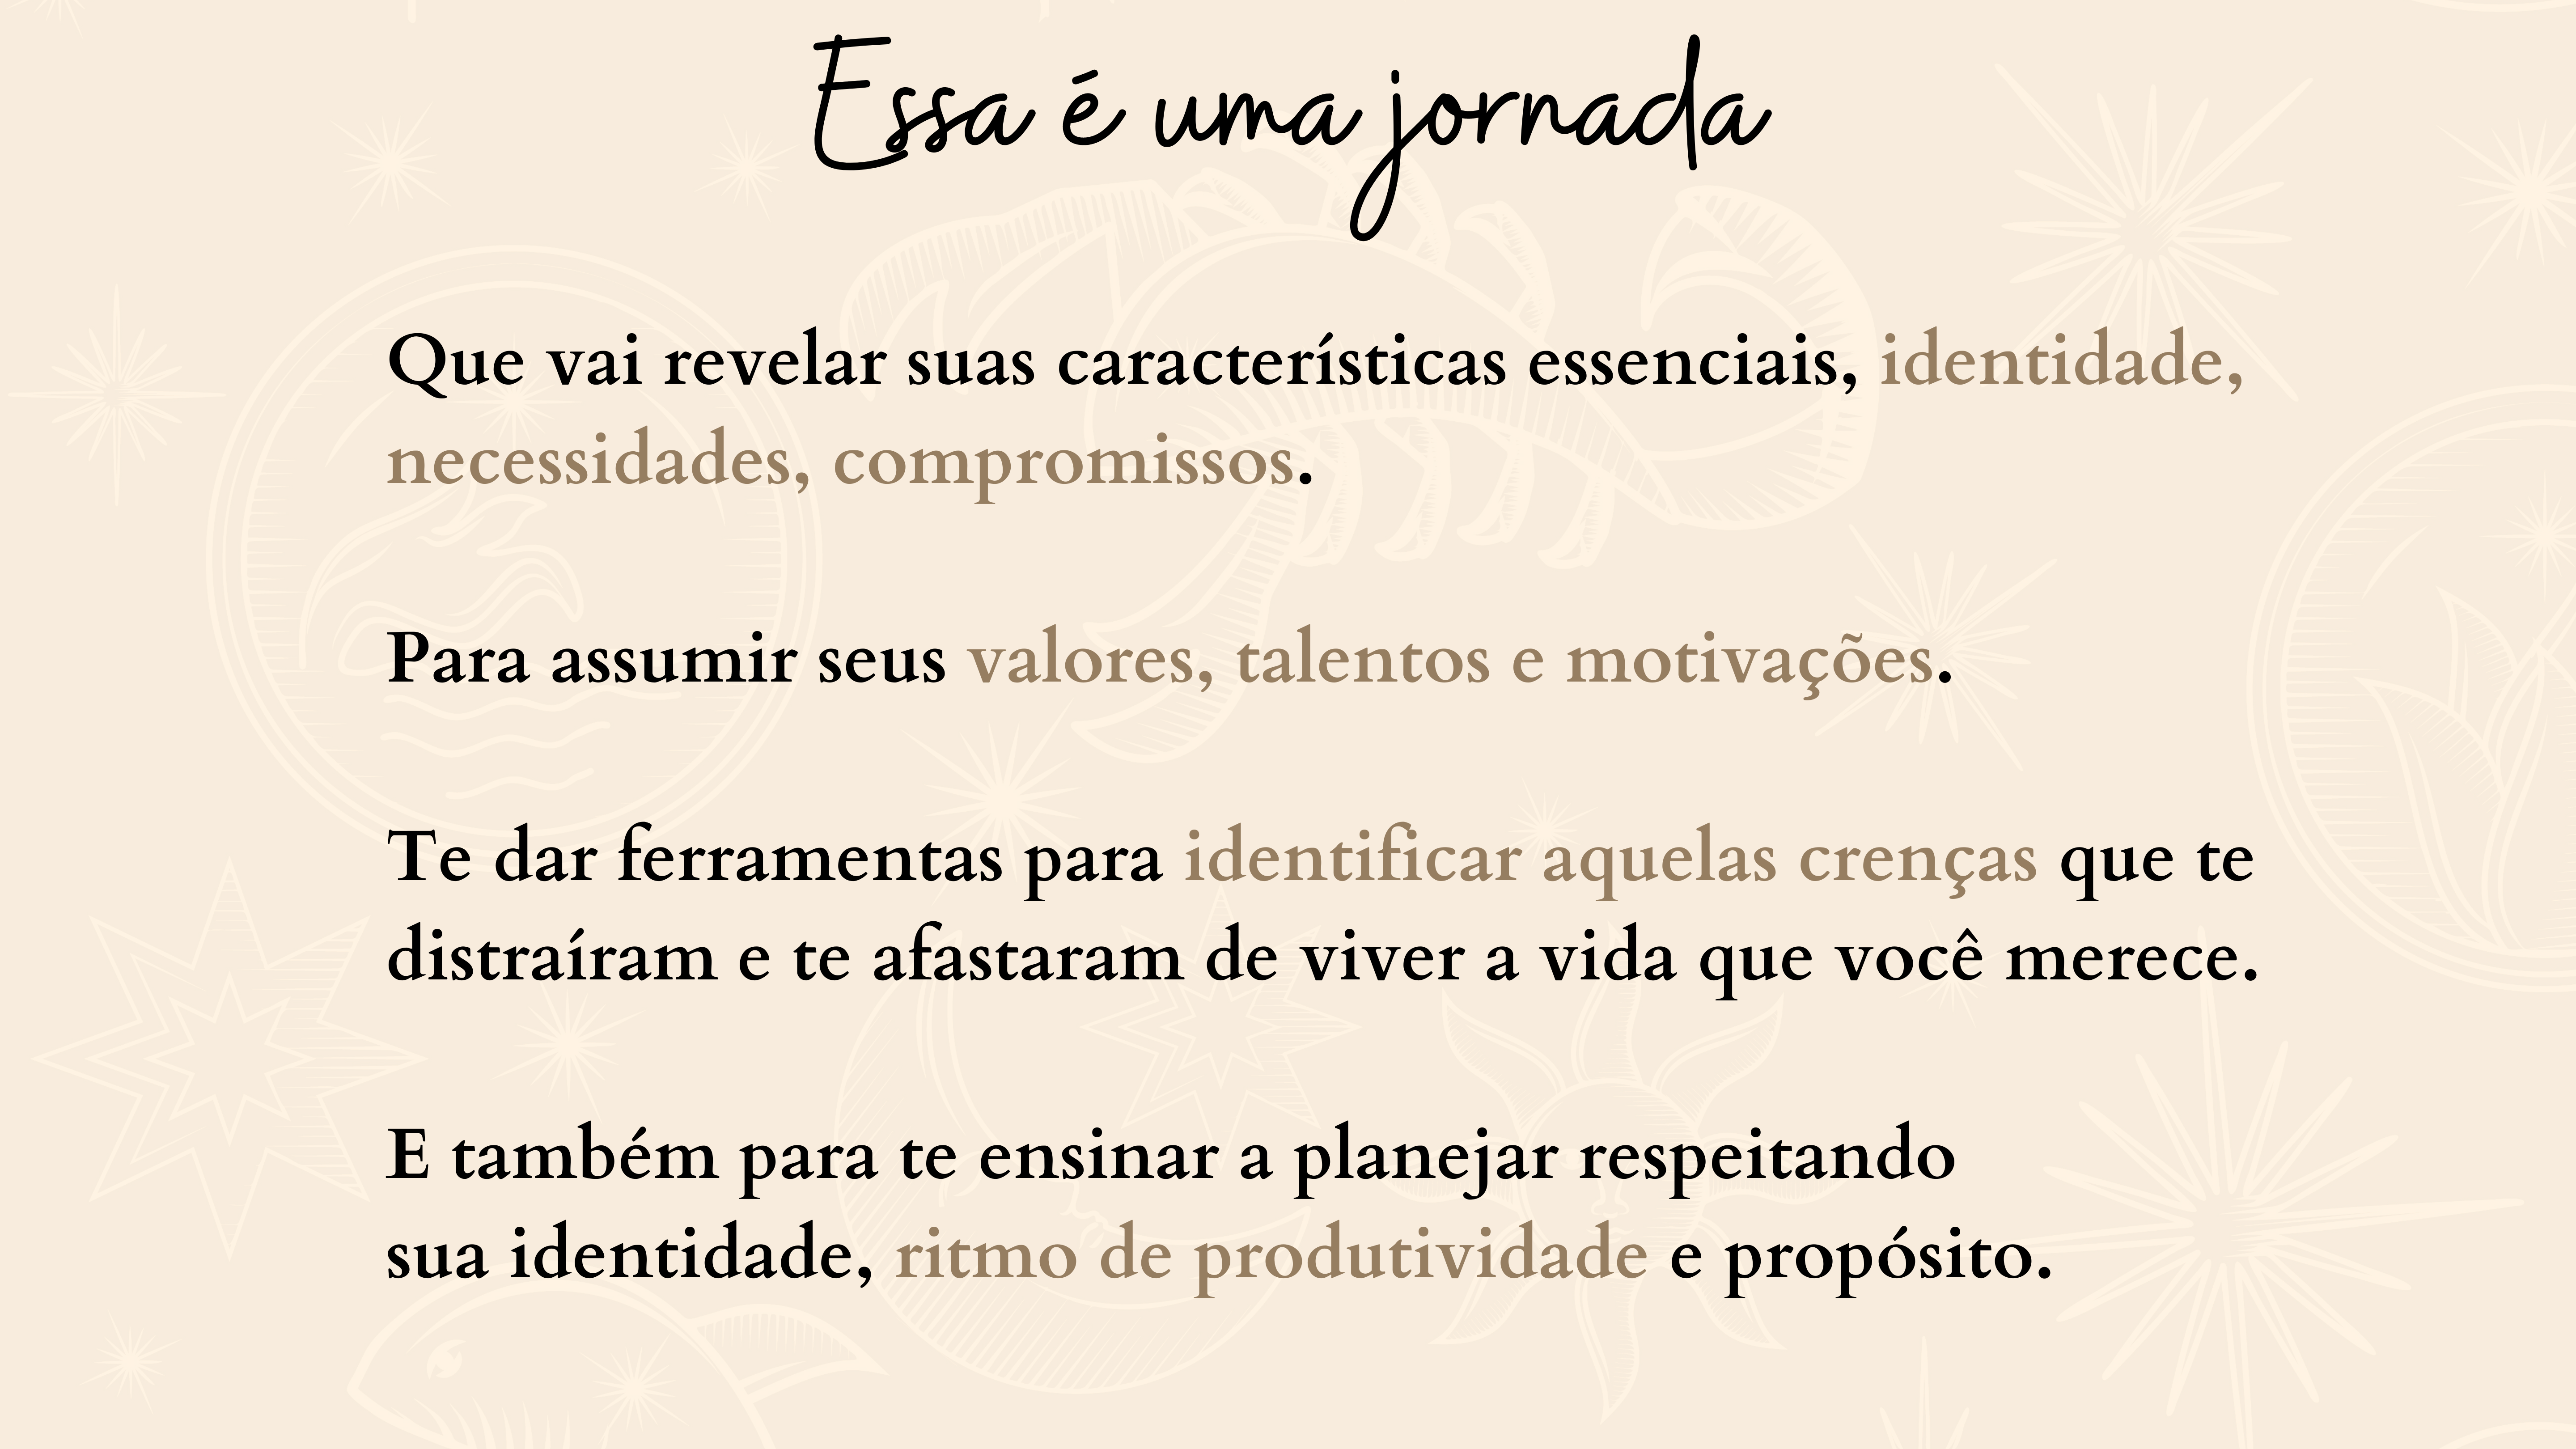 Essa é uma jornada
Que vai revelar suas características essenciais, identidade,
necessidades, compromissos.
Para assumir seus valores, talentos e motivações.
Te dar ferramentas para identificar aquelas crenças que te
distraíram e te afastaram de viver a vida que você merece.
E também para te ensinar a planejar respeitando
sua identidade, ritmo de produtividade e propósito.